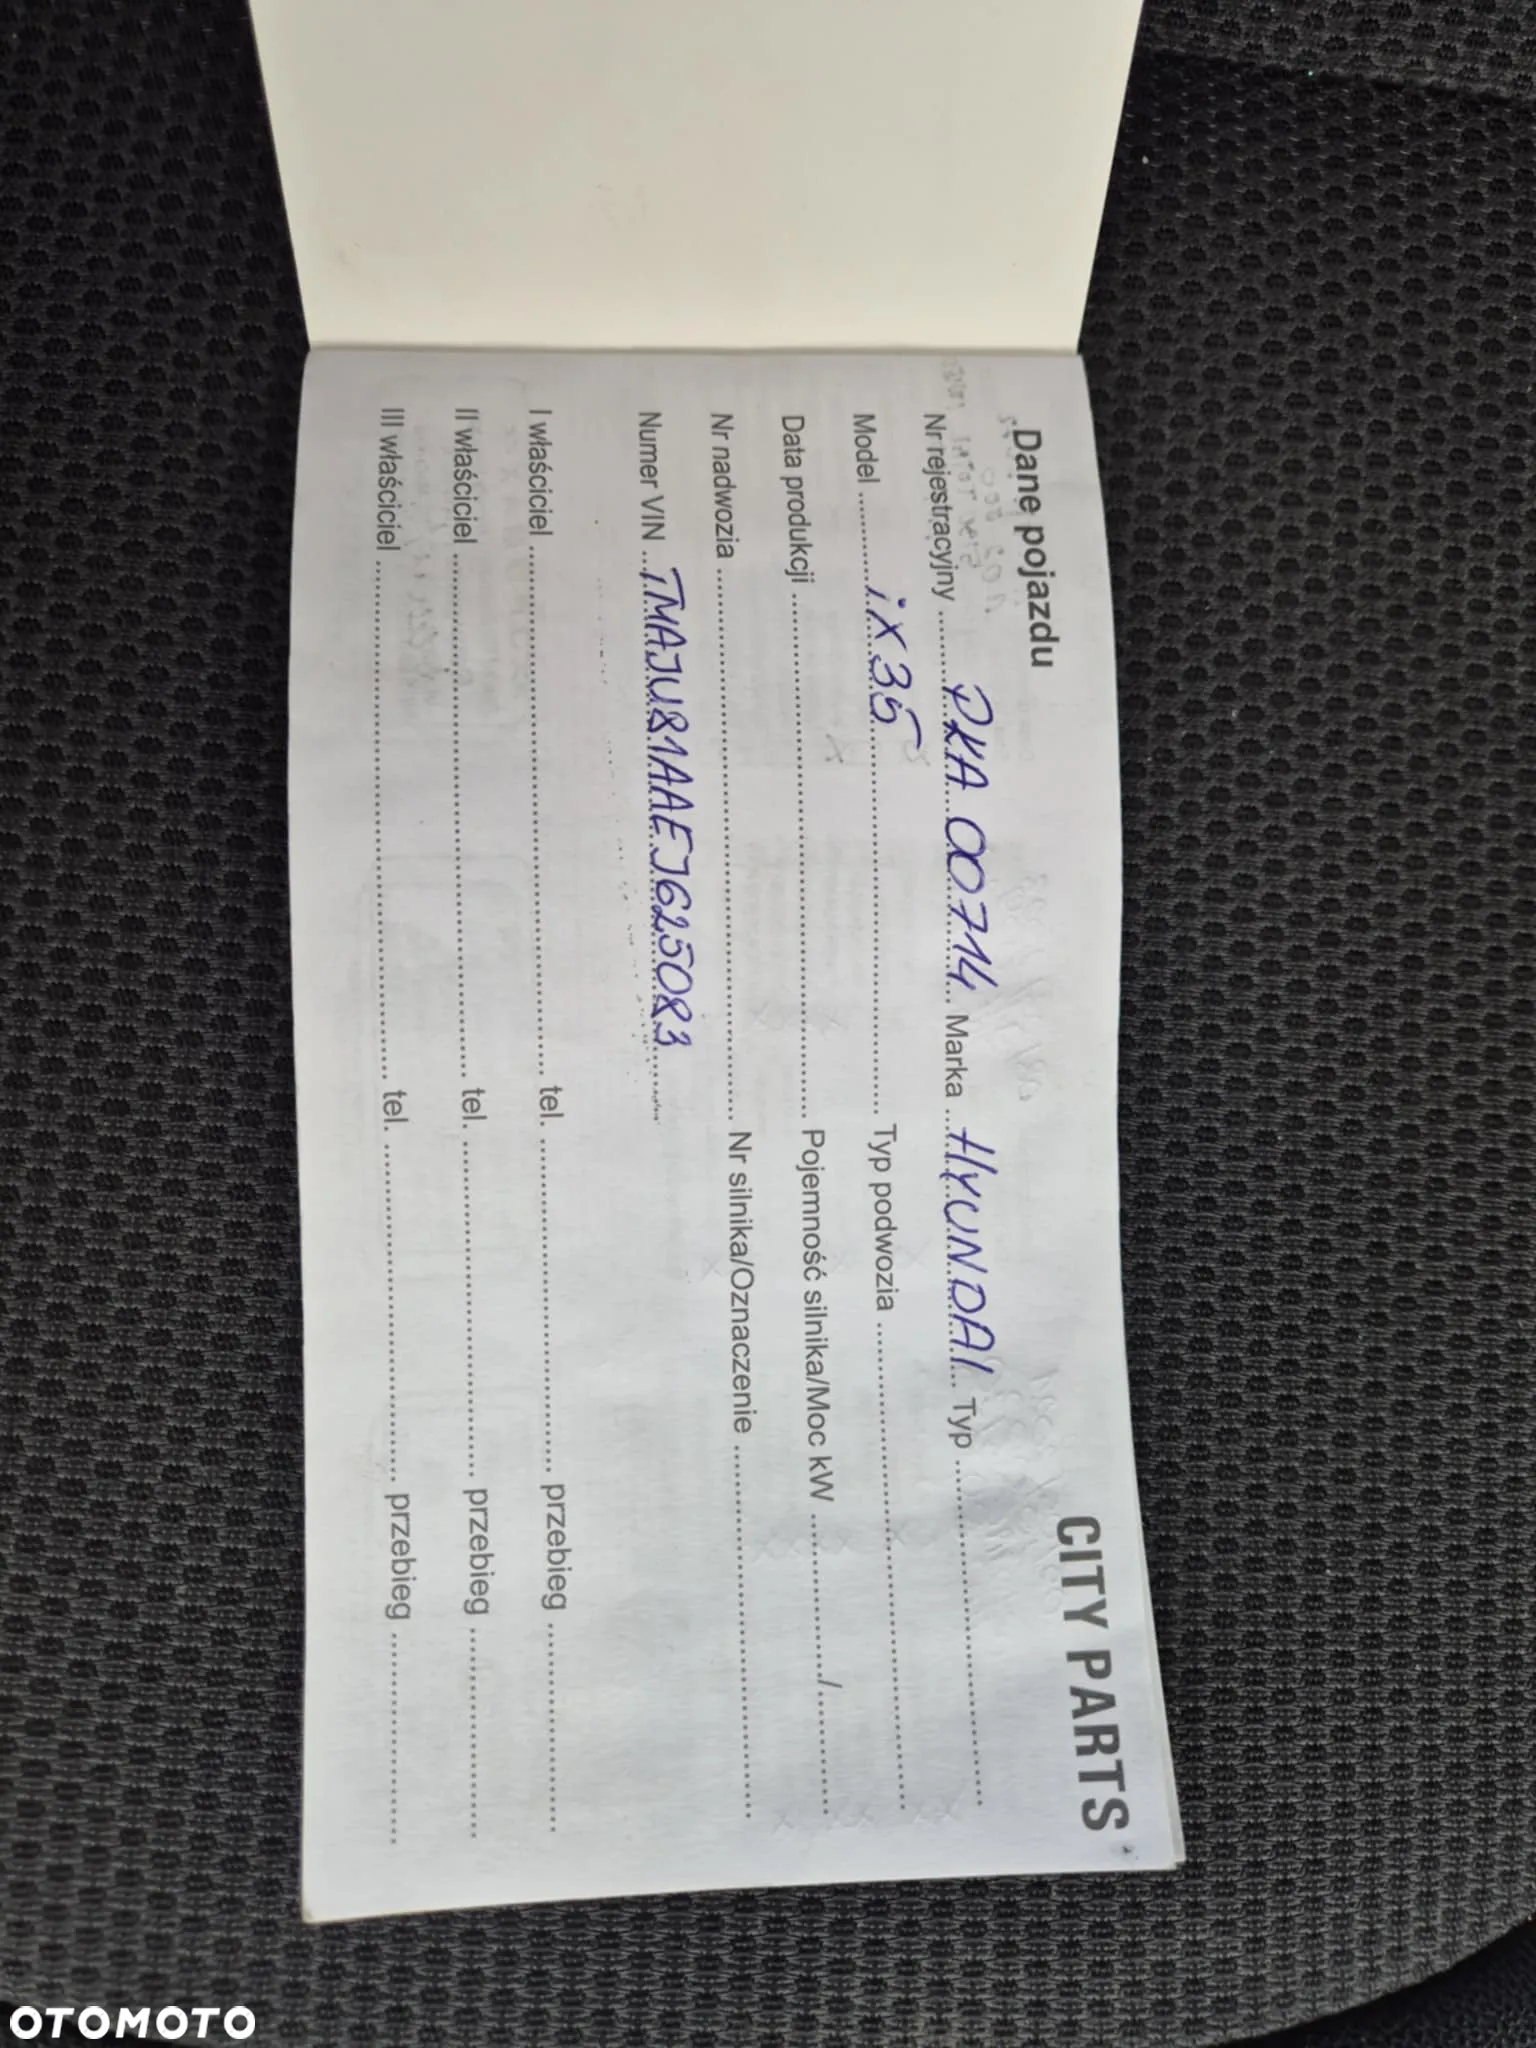 CITY PARTS
Dane pojazdu
Nr rejestracyjny ........ PKA 00714 .. Marka .... HYUNDAI .. Typ ........................
Model ........ iX35 ........................ Typ podwozia ........................
Data produkcji ........................ Pojemność silnika/Moc kW ............/............
Nr nadwozia ........................ Nr silnika/Oznaczenie ........................
Numer VIN ... TMAJU81AAEJ625083 ......
I właściciel ........................ tel. ........................ przebieg ........................
II właściciel ........................ tel. ........................ przebieg ........................
III właściciel ........................ tel. ........................ przebieg ........................
OTOMOTO